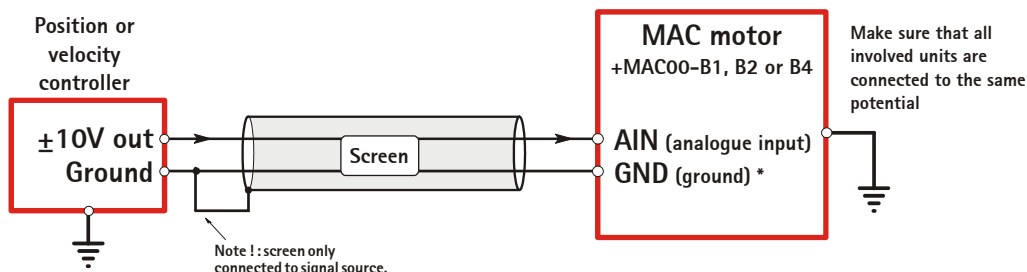 Position or
velocity
controller
±10V out
Ground
Screen
Note ! : screen only
connected to signal source.
MAC motor
+MAC00-B1, B2 or B4
AIN (analogue input)
GND (ground) *
Make sure that all
involved units are
connected to the same
potential